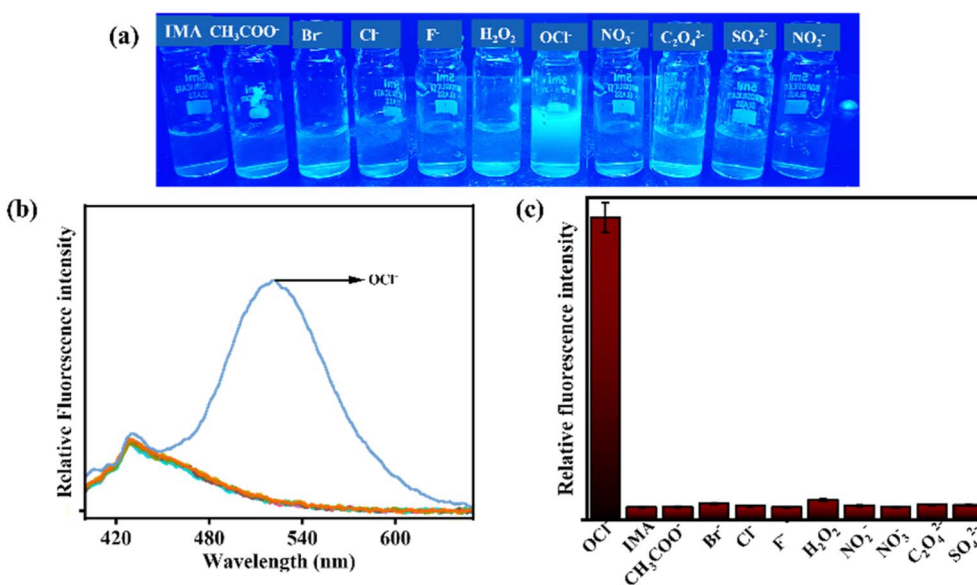 (a)
IMA CH₃COO⁻ Br⁻ Cl⁻ F⁻ H₂O₂ OCl⁻ NO₃⁻ C₂O₄²⁻ SO₄²⁻ NO₂⁻
(b)
Relative Fluorescence intensity
OCl⁻
420 480 540 600
Wavelength (nm)
(c)
Relative fluorescence intensity
OCl⁻ IMA CH₃COO⁻ Br⁻ Cl⁻ F⁻ H₂O₂ NO₂⁻ NO₃⁻ C₂O₄²⁻ SO₄²⁻